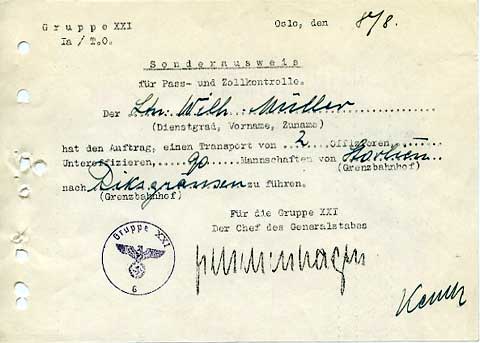 Gruppe XXI Oslo, den 8/8.
Ia / T.O.
Sonderausweis
für Pass- und Zollkontrolle.
Der Ltn. Wilh. Müller
(Dienstgrad, Vorname, Zuname)
hat den Auftrag, einen Transport von 2 Offizieren,
Unteroffizieren, 90 Mannschaften von Storlien
(Grenzbahnhof)
nach Riksgränsen zu führen.
(Grenzbahnhof)
Für die Gruppe XXI
Der Chef des Generalstabes
Gruppe XXI
6